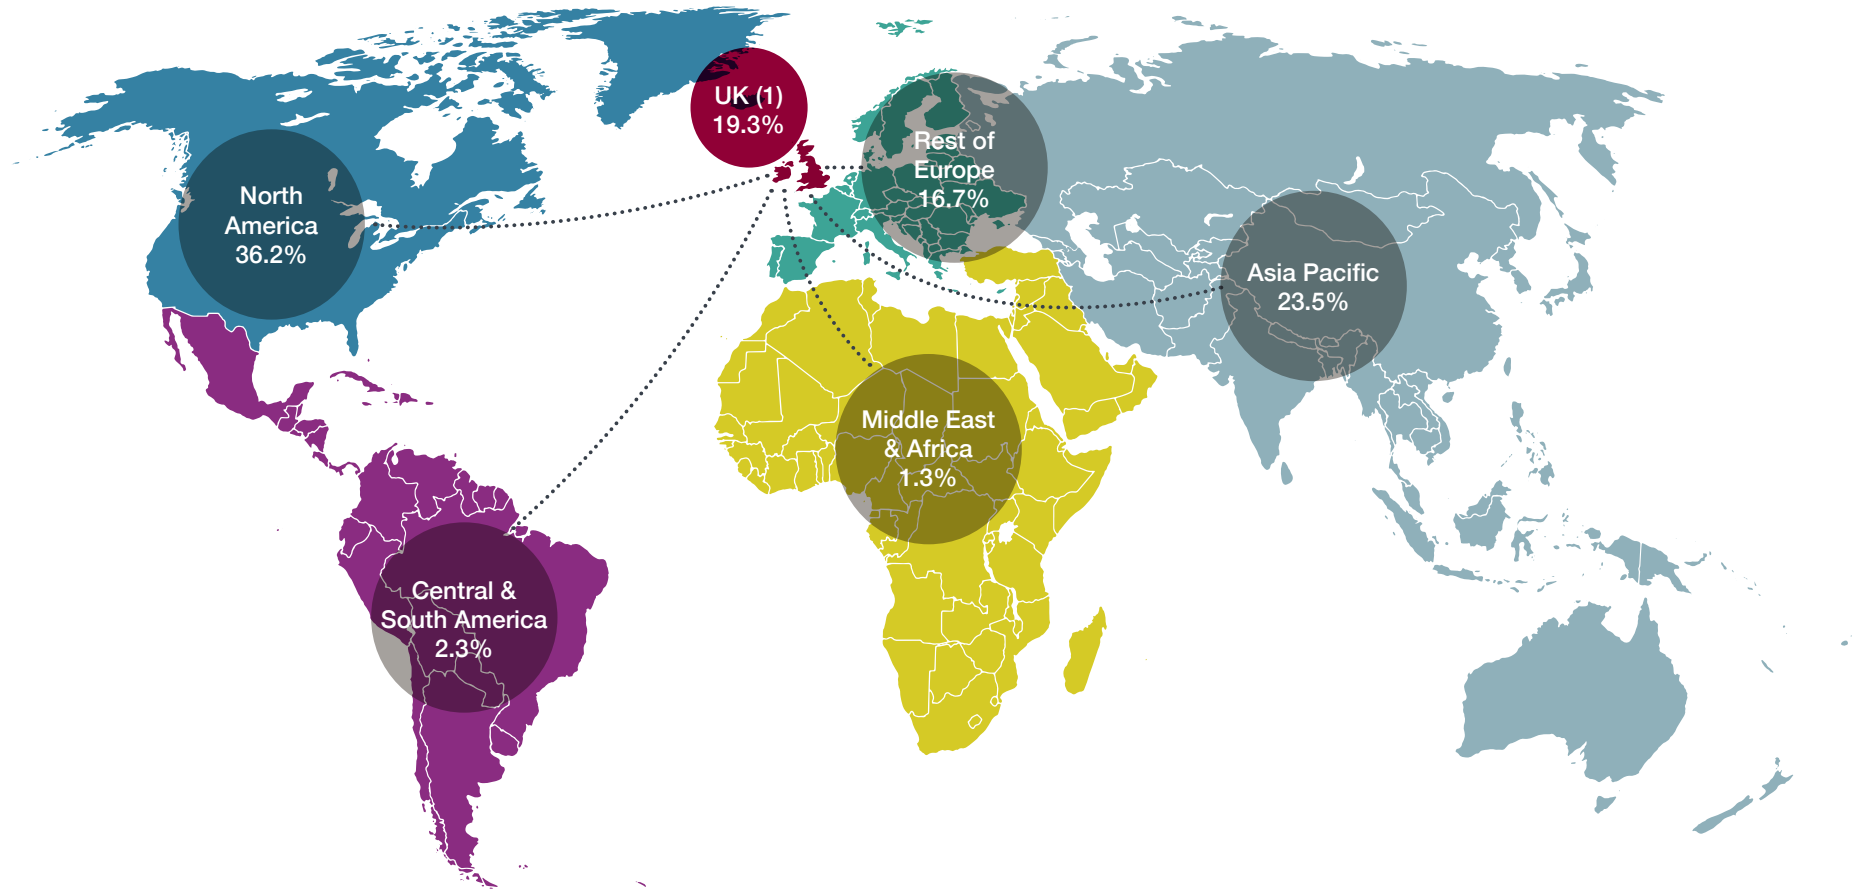 UK (1)
19.3%
Rest of
Europe
16.7%
North
America
36.2%
Asia Pacific
23.5%
Middle East
& Africa
1.3%
Central &
South America
2.3%